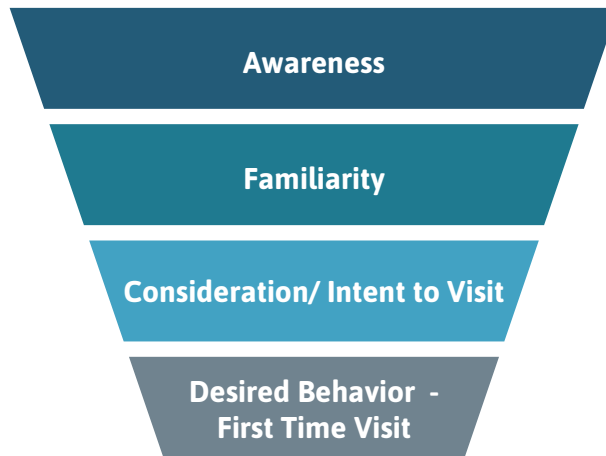 Awareness
Familiarity
Consideration/ Intent to Visit
Desired Behavior -
First Time Visit